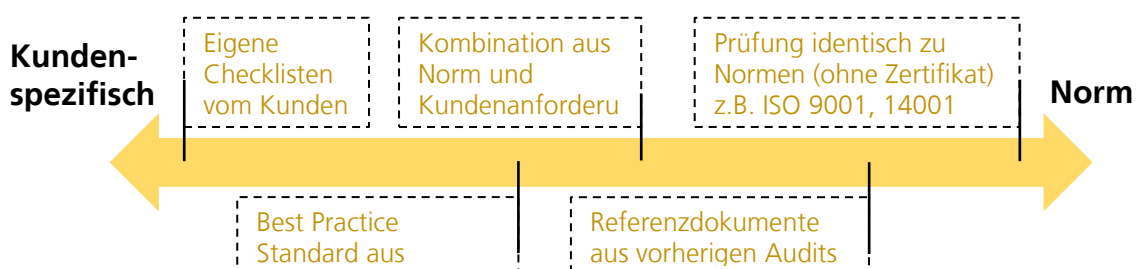 Kunden-
spezifisch
Eigene
Checklisten
vom Kunden
Kombination aus
Norm und
Kundenanforderu
Prüfung identisch zu
Normen (ohne Zertifikat)
z.B. ISO 9001, 14001
Norm
Best Practice
Standard aus
Referenzdokumente
aus vorherigen Audits